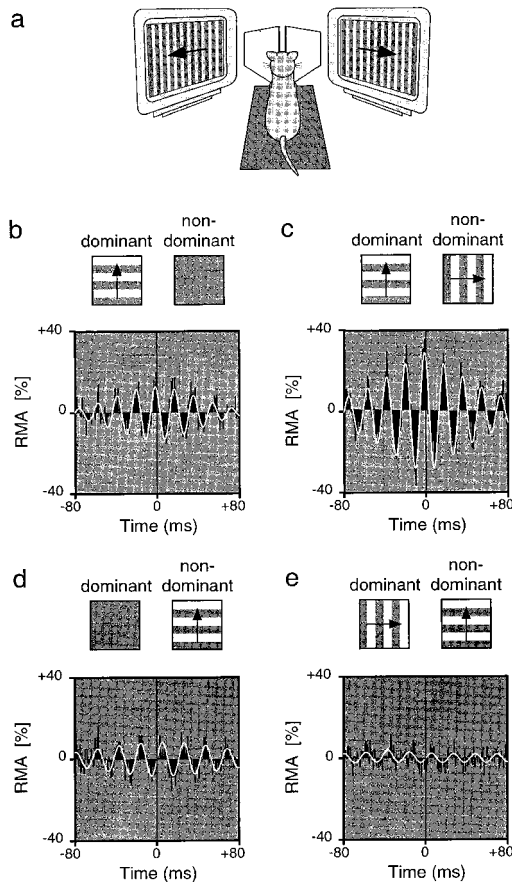 a
b
dominant
non-
dominant
+40
0
-40
RMA [%]
-80
0
+80
Time (ms)
c
dominant
non-
dominant
+40
0
-40
RMA [%]
-80
0
+80
Time (ms)
d
dominant
non-
dominant
+40
0
-40
RMA [%]
-80
0
+80
Time (ms)
e
dominant
non-
dominant
+40
0
-40
RMA [%]
-80
0
+80
Time (ms)